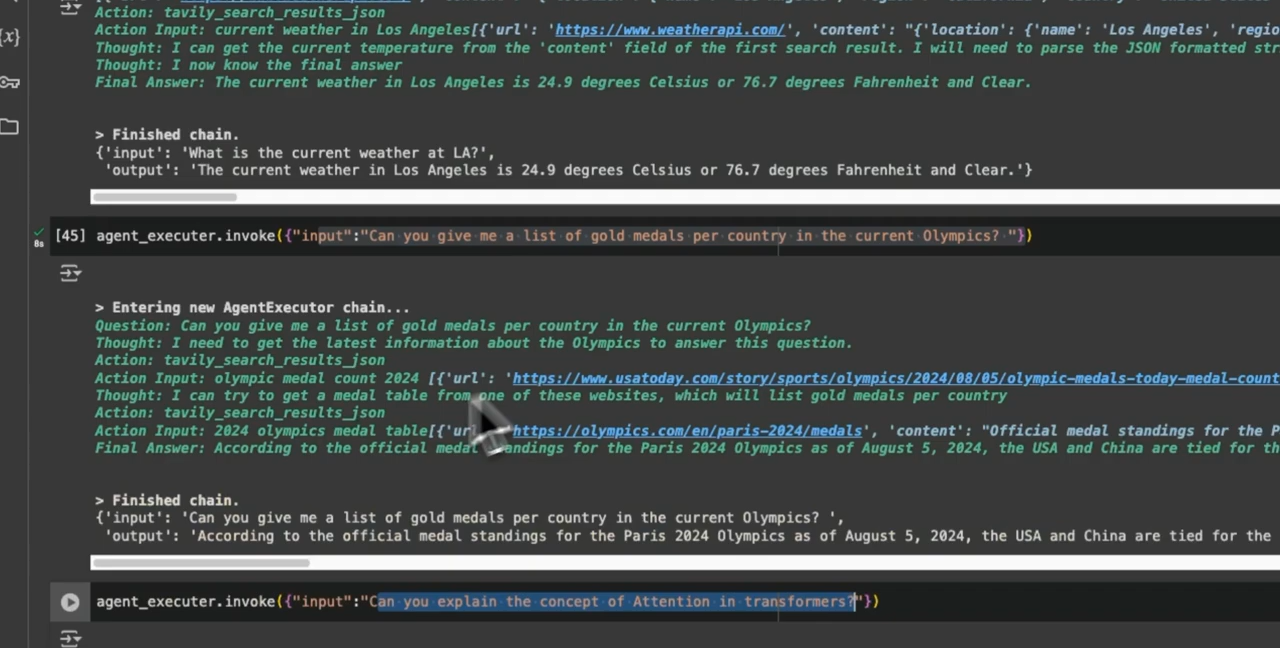 Action: tavily_search_results_json
Action Input: current weather in Los Angeles[{'url': 'https://www.weatherapi.com/', 'content': "{'location': {'name': 'Los Angeles', 'regio
Thought: I can get the current temperature from the 'content' field of the first search result. I will need to parse the JSON formatted str
Thought: I now know the final answer
Final Answer: The current weather in Los Angeles is 24.9 degrees Celsius or 76.7 degrees Fahrenheit and Clear.
> Finished chain.
{'input': 'What is the current weather at LA?',
'output': 'The current weather in Los Angeles is 24.9 degrees Celsius or 76.7 degrees Fahrenheit and Clear.'}
[45] agent_executer.invoke({"input":"Can you give me a list of gold medals per country in the current Olympics? "})
8s
> Entering new AgentExecutor chain...
Question: Can you give me a list of gold medals per country in the current Olympics?
Thought: I need to get the latest information about the Olympics to answer this question.
Action: tavily_search_results_json
Action Input: olympic medal count 2024 [{'url': 'https://www.usatoday.com/story/sports/olympics/2024/08/05/olympic-medals-today-medal-count
Thought: I can try to get a medal table from one of these websites, which will list gold medals per country
Action: tavily_search_results_json
Action Input: 2024 olympics medal table[{'url https://olympics.com/en/paris-2024/medals', 'content': "Official medal standings for the P
Final Answer: According to the official medal standings for the Paris 2024 Olympics as of August 5, 2024, the USA and China are tied for th
> Finished chain.
{'input': 'Can you give me a list of gold medals per country in the current Olympics? ',
'output': 'According to the official medal standings for the Paris 2024 Olympics as of August 5, 2024, the USA and China are tied for the
agent_executer.invoke({"input":"Can you explain the concept of Attention in transformers?"})